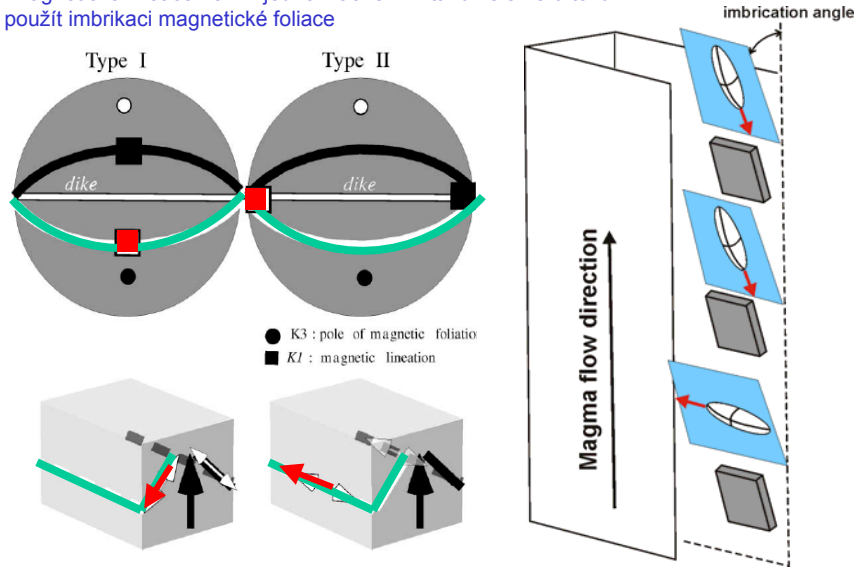 použít imbrikaci magnetické foliace
imbrication angle
Type I
Type II
dike
dike
K3 : pole of magnetic foliation
K1 : magnetic lineation
Magma flow direction